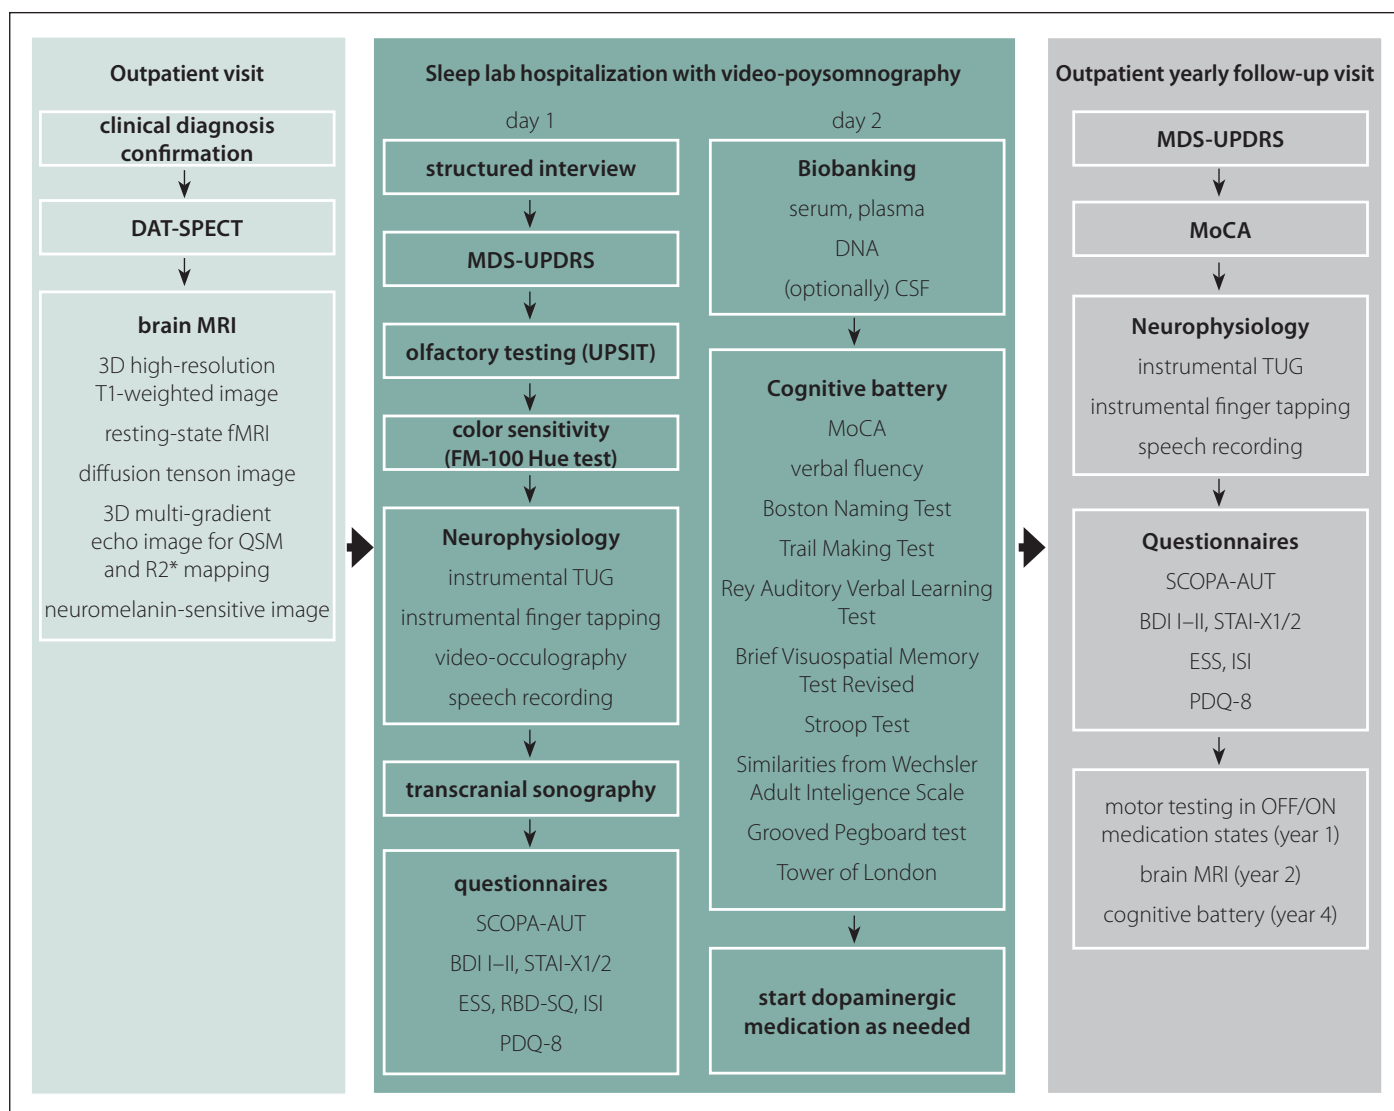 Outpatient visit
clinical diagnosis
confirmation
DAT-SPECT
brain MRI
3D high-resolution
T1-weighted image
resting-state fMRI
diffusion tenson image
3D multi-gradient
echo image for QSM
and R2* mapping
neuromelanin-sensitive image
Sleep lab hospitalization with video-poysomnography
day 1
structured interview
MDS-UPDRS
olfactory testing (UPSIT)
color sensitivity
(FM-100 Hue test)
Neurophysiology
instrumental TUG
instrumental finger tapping
video-occulography
speech recording
transcranial sonography
questionnaires
SCOPA-AUT
BDI I–II, STAI-X1/2
ESS, RBD-SQ, ISI
PDQ-8
day 2
Biobanking
serum, plasma
DNA
(optionally) CSF
Cognitive battery
MoCA
verbal fluency
Boston Naming Test
Trail Making Test
Rey Auditory Verbal Learning
Test
Brief Visuospatial Memory
Test Revised
Stroop Test
Similarities from Wechsler
Adult Inteligence Scale
Grooved Pegboard test
Tower of London
start dopaminergic
medication as needed
Outpatient yearly follow-up visit
MDS-UPDRS
MoCA
Neurophysiology
instrumental TUG
instrumental finger tapping
speech recording
Questionnaires
SCOPA-AUT
BDI I–II, STAI-X1/2
ESS, ISI
PDQ-8
motor testing in OFF/ON
medication states (year 1)
brain MRI (year 2)
cognitive battery (year 4)